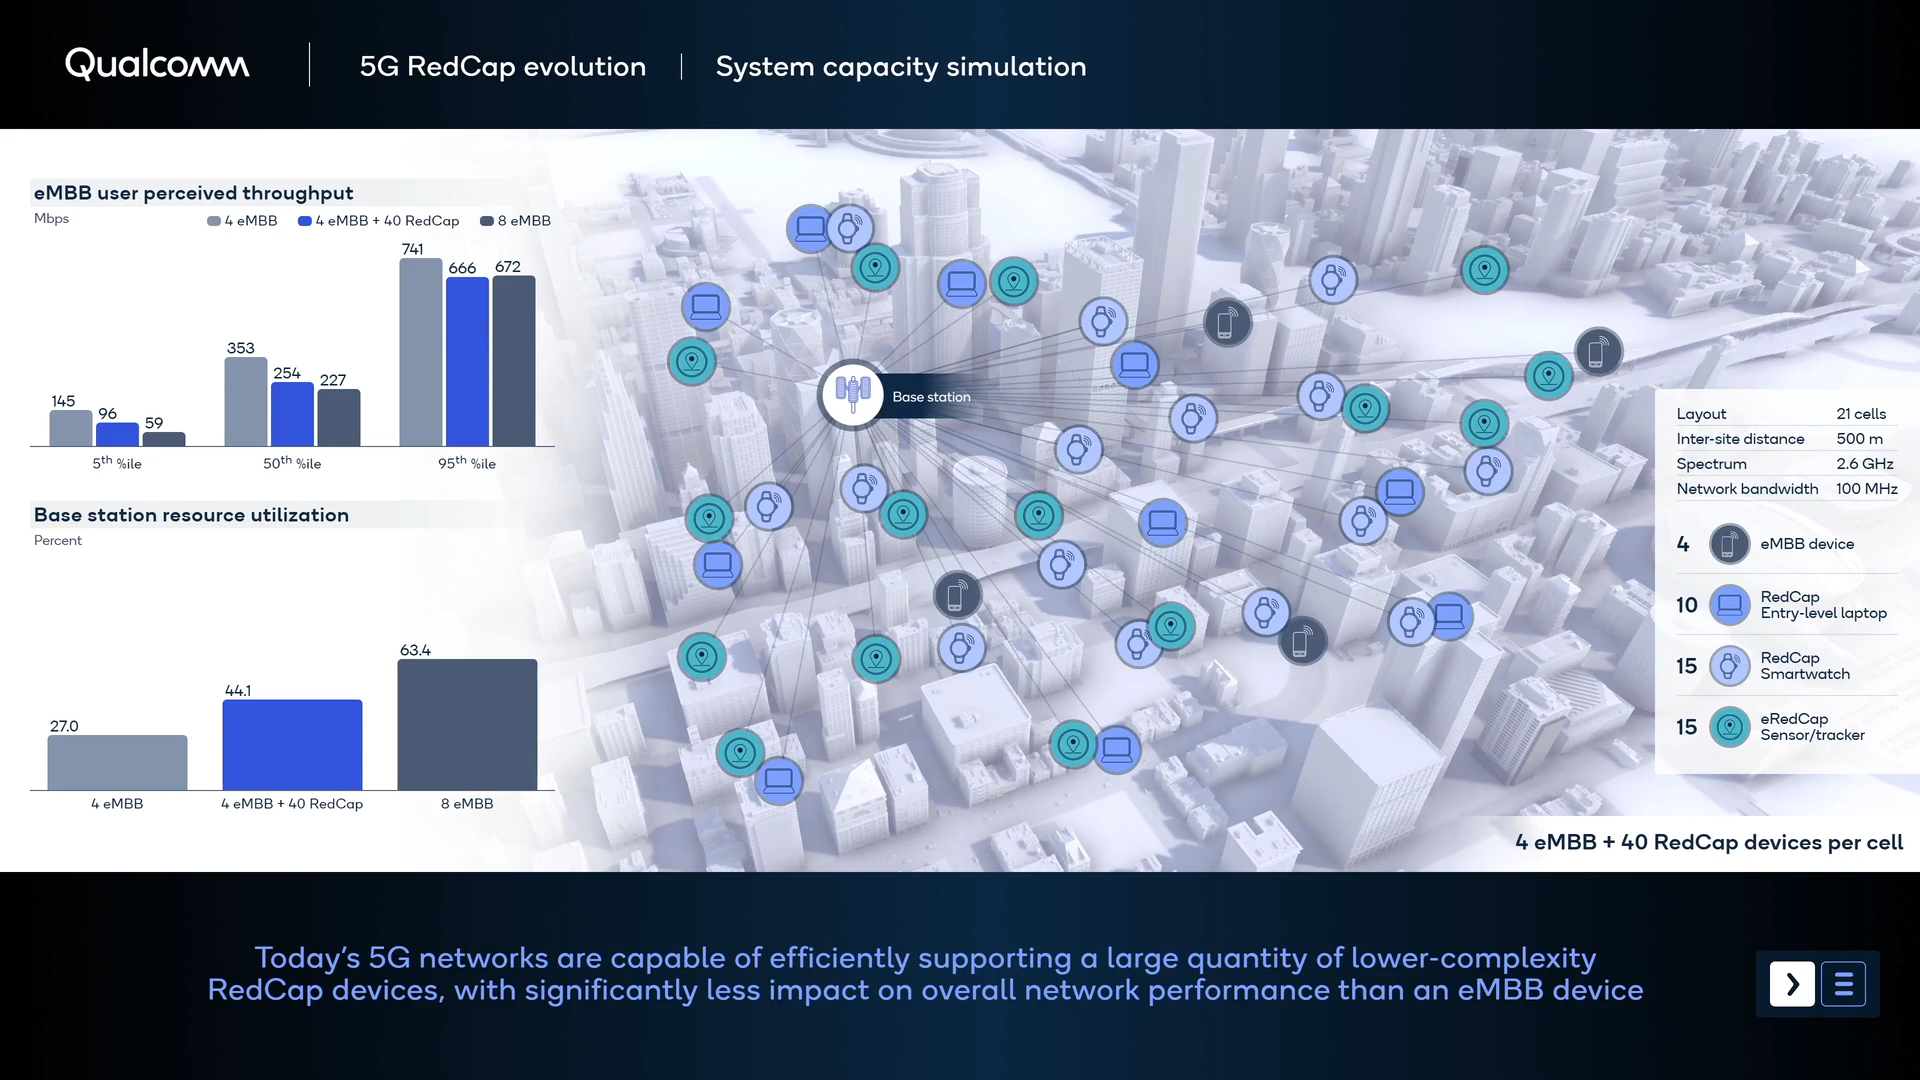 Qualcomm
5G RedCap evolution
System capacity simulation
eMBB user perceived throughput
Mbps
4 eMBB
4 eMBB + 40 RedCap
8 eMBB
145
96
59
353
254
227
741
666
672
5th %ile
50th %ile
95th %ile
Base station resource utilization
Percent
27.0
44.1
63.4
4 eMBB
4 eMBB + 40 RedCap
8 eMBB
Base station
Layout 21 cells
Inter-site distance 500 m
Spectrum 2.6 GHz
Network bandwidth 100 MHz
4 eMBB device
10 RedCap
Entry-level laptop
15 RedCap
Smartwatch
15 eRedCap
Sensor/tracker
4 eMBB + 40 RedCap devices per cell
Today's 5G networks are capable of efficiently supporting a large quantity of lower-complexity
RedCap devices, with significantly less impact on overall network performance than an eMBB device